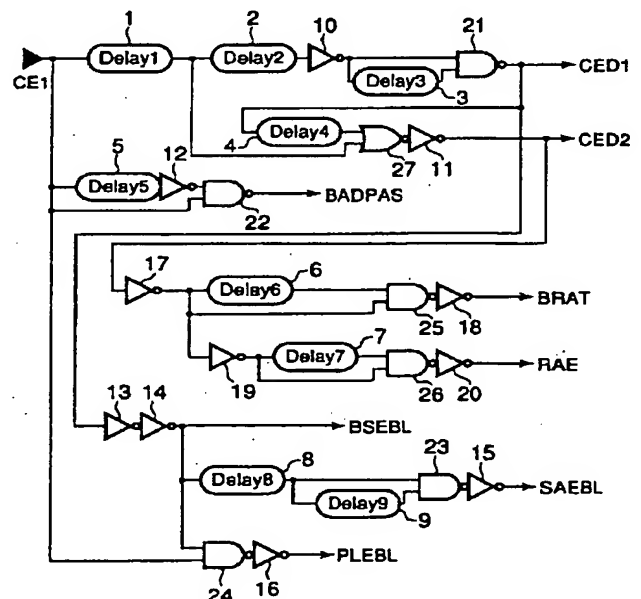 1 2 10 21
Delay1 Delay2 CED1
CE1 Delay3 3
4 Delay4 CED2
5 12 27 11
Delay5 BADPAS
22
17 6
Delay6 BRAT
25 18
7
Delay7 RAE
19 26 20
13 14
BSEBL
8 23 15
Delay8 SAEBL
Delay9 9
PLEBL
24 16